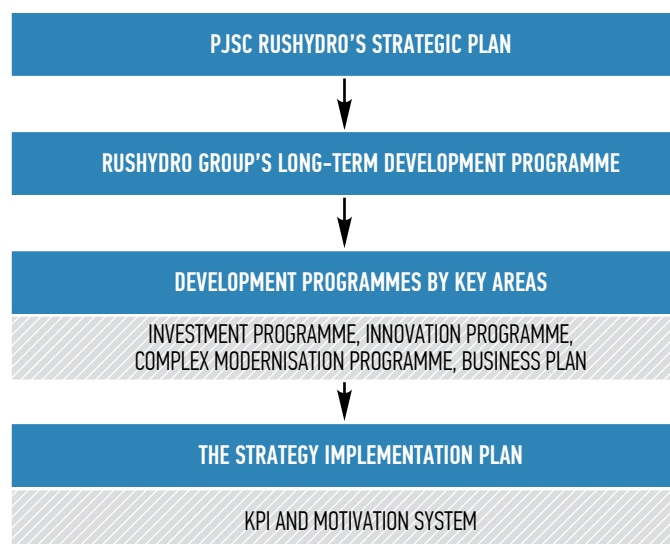 PJSC RUSHYDRO'S STRATEGIC PLAN
RUSHYDRO GROUP'S LONG-TERM DEVELOPMENT PROGRAMME
DEVELOPMENT PROGRAMMES BY KEY AREAS
INVESTMENT PROGRAMME, INNOVATION PROGRAMME,
COMPLEX MODERNISATION PROGRAMME, BUSINESS PLAN
THE STRATEGY IMPLEMENTATION PLAN
KPI AND MOTIVATION SYSTEM